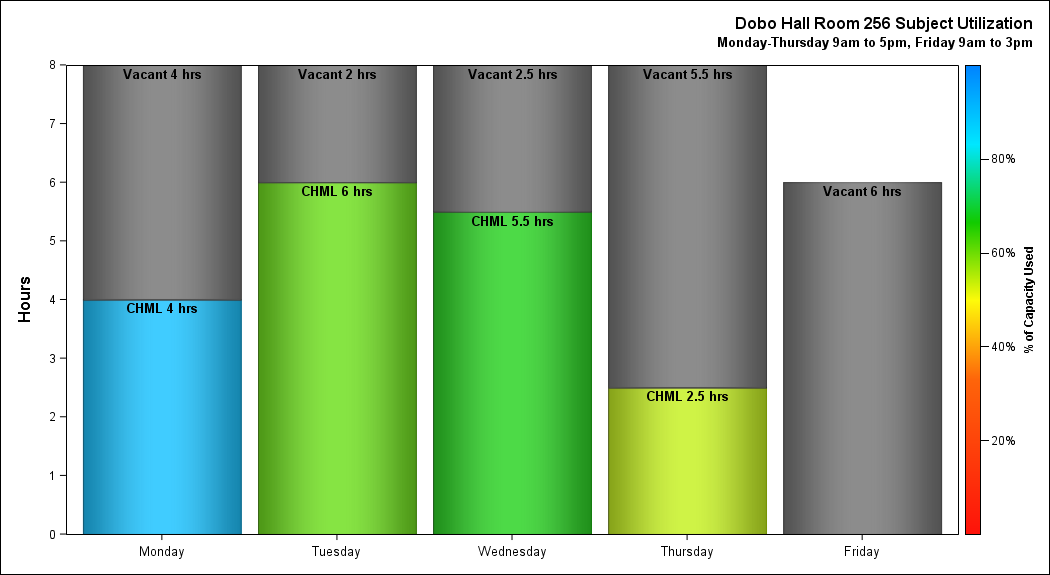 Dobo Hall Room 256 Subject Utilization
Monday-Thursday 9am to 5pm, Friday 9am to 3pm
8
7
6
5
4
3
2
1
0
Hours
Vacant 4 hrs
CHML 4 hrs
Vacant 2 hrs
CHML 6 hrs
Vacant 2.5 hrs
CHML 5.5 hrs
Vacant 5.5 hrs
CHML 2.5 hrs
Vacant 6 hrs
Monday
Tuesday
Wednesday
Thursday
Friday
80%
60%
40%
20%
% of Capacity Used